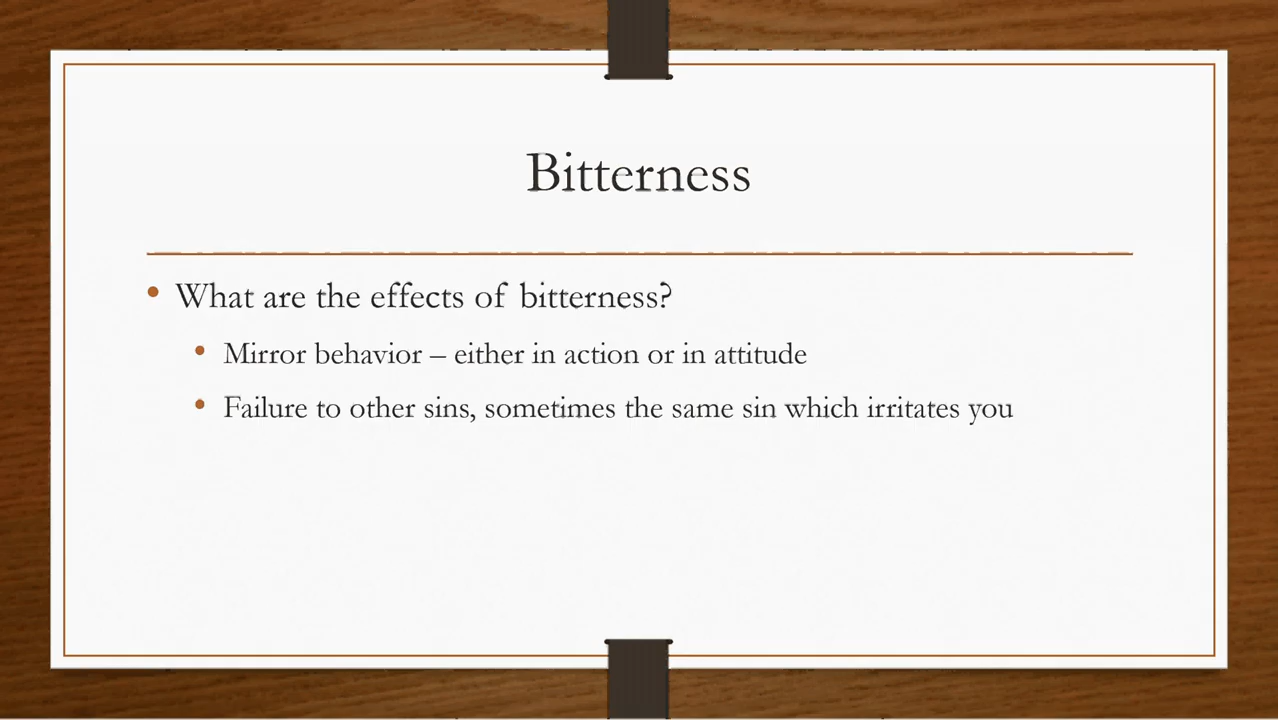 Bitterness
• What are the effects of bitterness?
• Mirror behavior – either in action or in attitude
• Failure to other sins, sometimes the same sin which irritates you